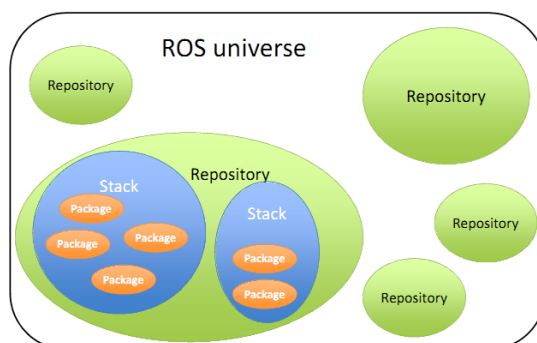 ROS universe
Repository
Repository
Repository
Stack
Package
Package
Package
Package
Stack
Package
Package
Repository
Repository